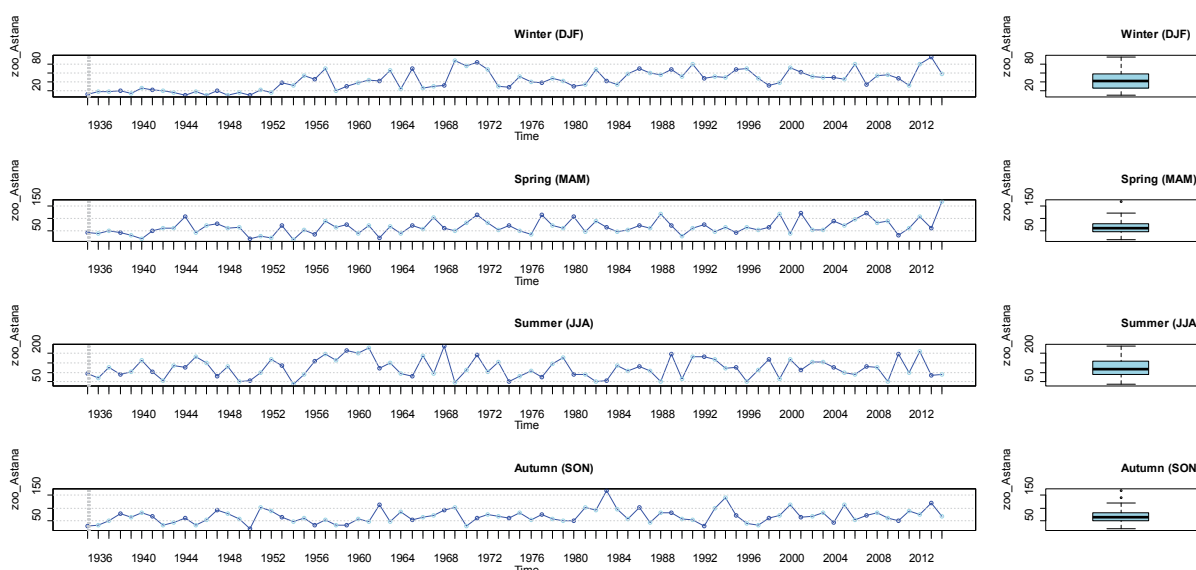 Winter (DJF)
zoo_Astana
20 80
1936 1940 1944 1948 1952 1956 1960 1964 1968 1972 1976 1980 1984 1988 1992 1996 2000 2004 2008 2012
Time
Winter (DJF)
zoo_Astana
20 80
Spring (MAM)
zoo_Astana
50 150
1936 1940 1944 1948 1952 1956 1960 1964 1968 1972 1976 1980 1984 1988 1992 1996 2000 2004 2008 2012
Time
Spring (MAM)
zoo_Astana
50 150
Summer (JJA)
zoo_Astana
50 200
1936 1940 1944 1948 1952 1956 1960 1964 1968 1972 1976 1980 1984 1988 1992 1996 2000 2004 2008 2012
Time
Summer (JJA
zoo_Astana
50 200
Autumn (SON)
zoo_Astana
50 150
1936 1940 1944 1948 1952 1956 1960 1964 1968 1972 1976 1980 1984 1988 1992 1996 2000 2004 2008 2012
Time
Autumn (SON
zoo_Astana
50 150